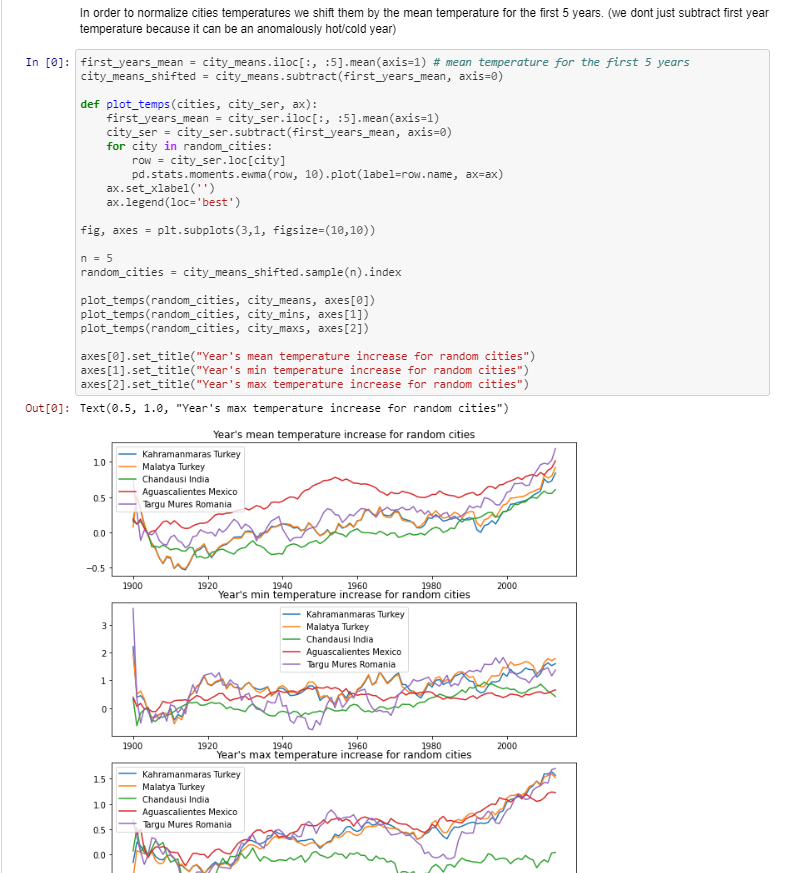 In order to normalize cities temperatures we shift them by the mean temperature for the first 5 years. (we dont just subtract first year
temperature because it can be an anomalously hot/cold year)
In [0]: first_years_mean = city_means.iloc[:, :5].mean(axis=1) # mean temperature for the first 5 years
city_means_shifted = city_means.subtract(first_years_mean, axis=0)
def plot_temps(cities, city_ser, ax):
first_years_mean = city_ser.iloc[:, :5].mean(axis=1)
city_ser = city_ser.subtract(first_years_mean, axis=0)
for city in random_cities:
row = city_ser.loc[city]
pd.stats.moments.ewma(row, 10).plot(label=row.name, ax=ax)
ax.set_xlabel('')
ax.legend(loc='best')
fig, axes = plt.subplots(3,1, figsize=(10,10))
n = 5
random_cities = city_means_shifted.sample(n).index
plot_temps(random_cities, city_means, axes[0])
plot_temps(random_cities, city_mins, axes[1])
plot_temps(random_cities, city_maxs, axes[2])
axes[0].set_title("Year's mean temperature increase for random cities")
axes[1].set_title("Year's min temperature increase for random cities")
axes[2].set_title("Year's max temperature increase for random cities")
Out[0]: Text(0.5, 1.0, "Year's max temperature increase for random cities")
Year's mean temperature increase for random cities
Kahramanmaras Turkey
1.0
Malatya Turkey
Chandausi India
Aguascalientes Mexico
0.5
Targu Mures Romania
0.0
−0.5
1900 1920 1940 1960 1980 2000
Year's min temperature increase for random cities
Kahramanmaras Turkey
3
Malatya Turkey
Chandausi India
2
Aguascalientes Mexico
Targu Mures Romania
1
0
1900 1920 1940 1960 1980 2000
Year's max temperature increase for random cities
Kahramanmaras Turkey
1.5
Malatya Turkey
Chandausi India
1.0
Aguascalientes Mexico
Targu Mures Romania
0.5
0.0